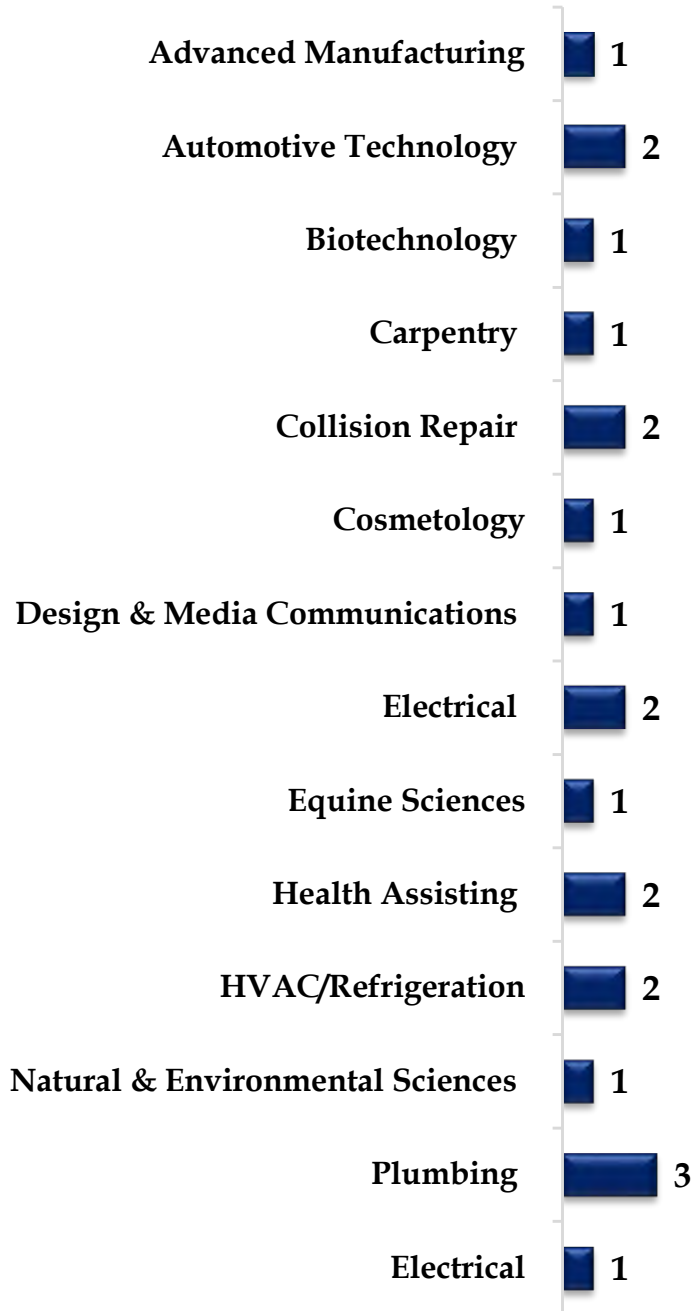 Advanced Manufacturing 1
Automotive Technology 2
Biotechnology 1
Carpentry 1
Collision Repair 2
Cosmetology 1
Design & Media Communications 1
Electrical 2
Equine Sciences 1
Health Assisting 2
HVAC/Refrigeration 2
Natural & Environmental Sciences 1
Plumbing 3
Electrical 1